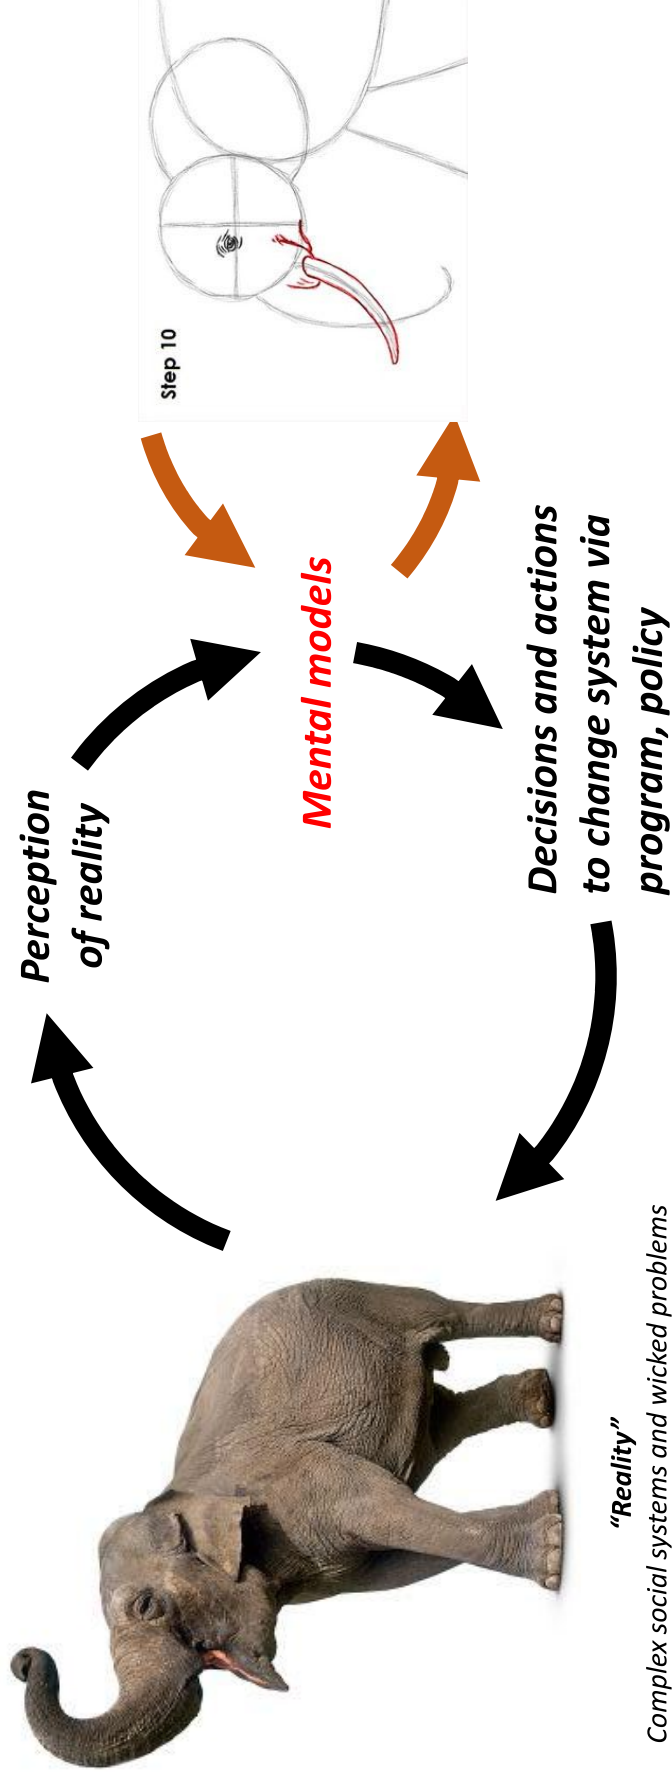 Perception
of reality
Mental models
Step 10
Decisions and actions
to change system via
program, policy
“Reality”
Complex social systems and wicked problems